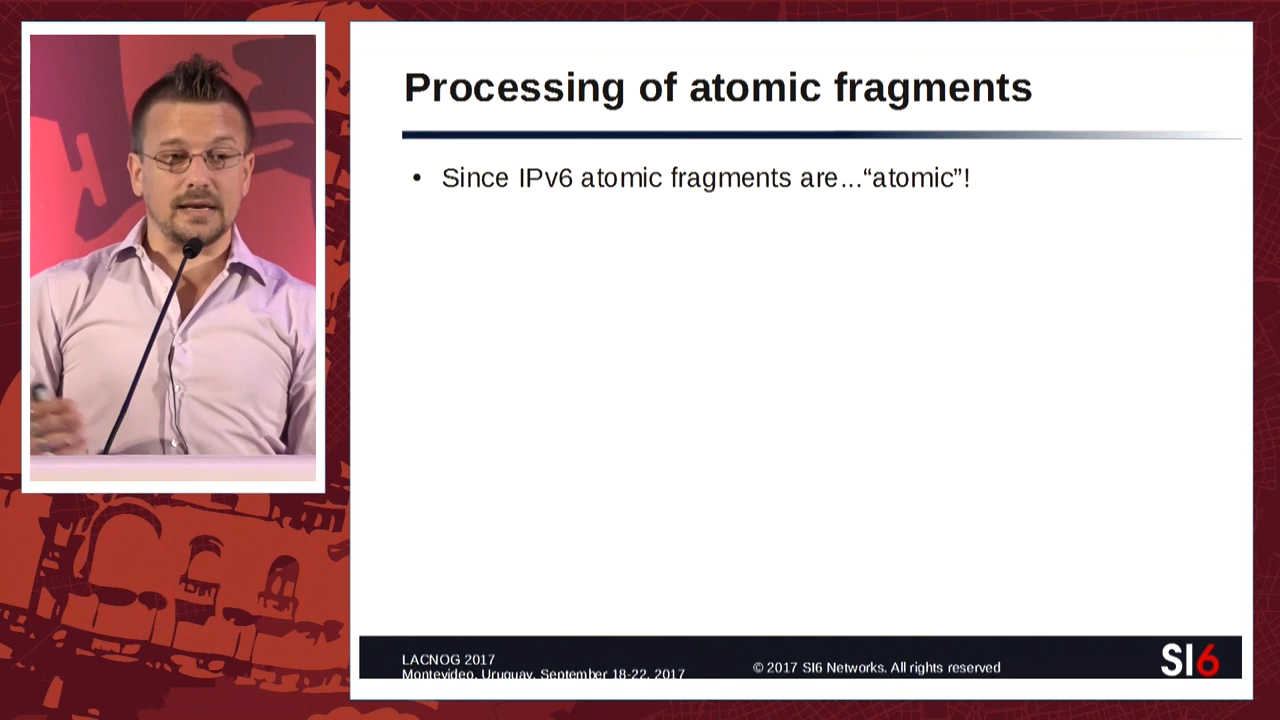 Processing of atomic fragments
• Since IPv6 atomic fragments are...“atomic”!
LACNOG 2017
Montevideo, Uruguay, September 18-22, 2017
© 2017 SI6 Networks. All rights reserved
SI6